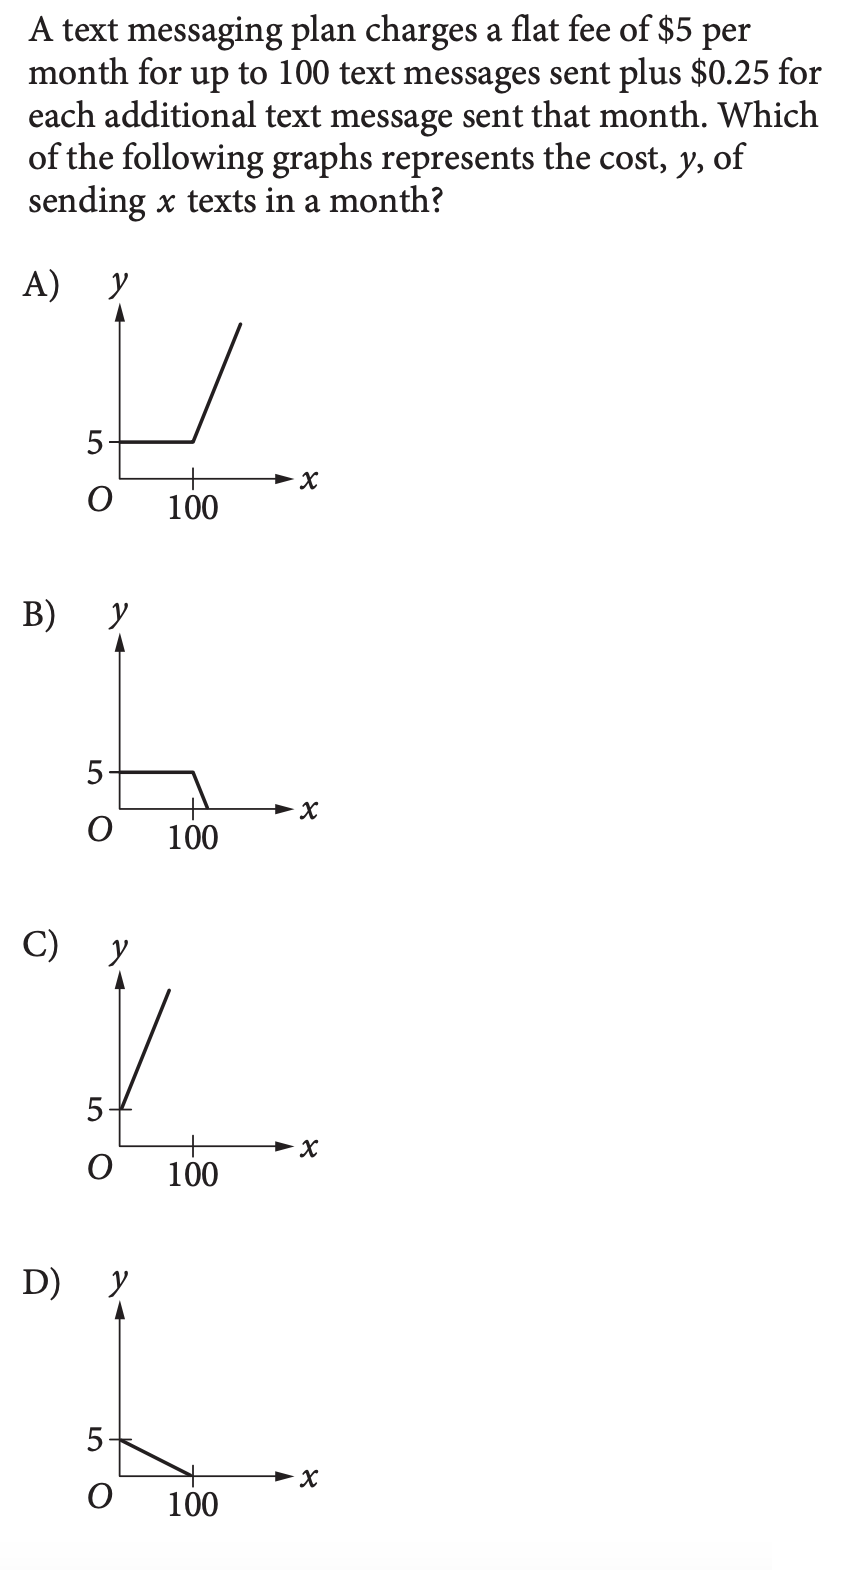 A text messaging plan charges a flat fee of $5 per
month for up to 100 text messages sent plus $0.25 for
each additional text message sent that month. Which
of the following graphs represents the cost, y, of
sending x texts in a month?
A) y
5
x
O
100
B) y
5
x
O
100
C) y
5
x
O
100
D) y
5
x
O
100